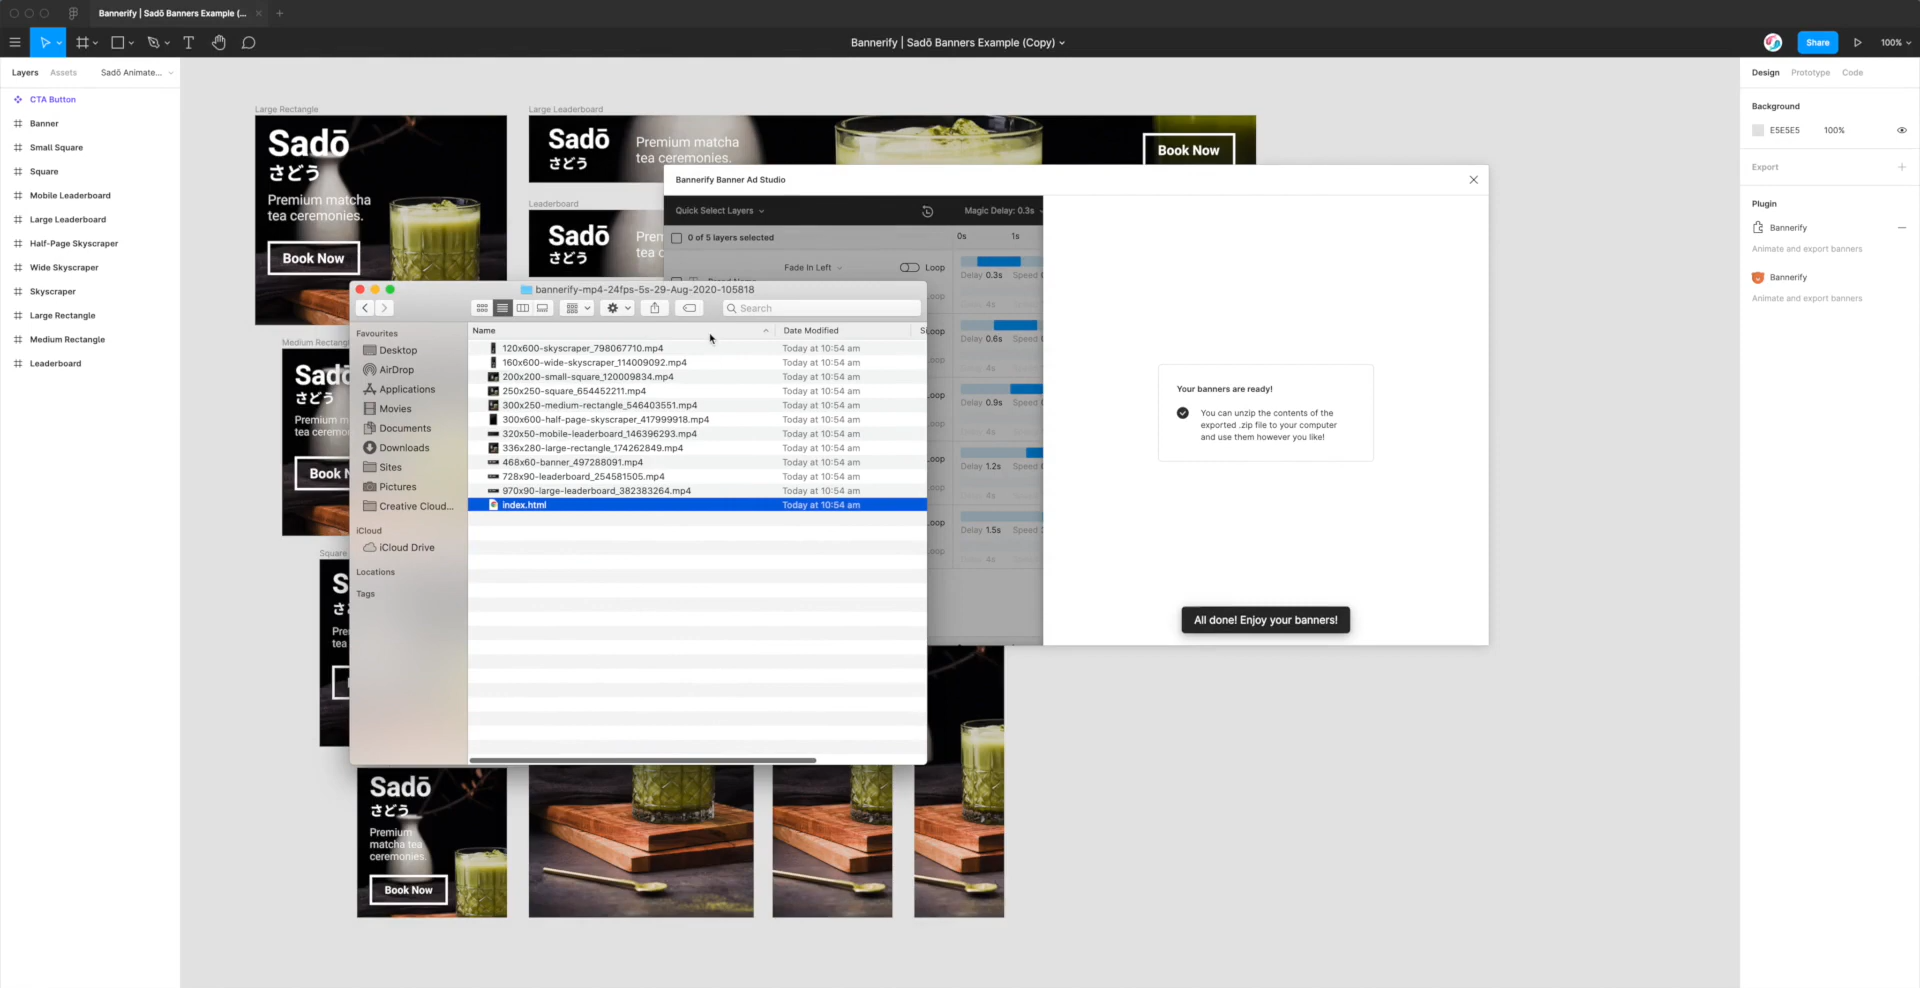 Bannerify | Sadō Banners Example (...
Bannerify | Sadō Banners Example (Copy)
Share
100%
Layers
Assets
Sadō Animate...
CTA Button
Banner
Small Square
Square
Mobile Leaderboard
Large Leaderboard
Half-Page Skyscraper
Wide Skyscraper
Skyscraper
Large Rectangle
Medium Rectangle
Leaderboard
Large Rectangle
Sadō
さどう
Premium matcha
tea ceremonies.
Book Now
Large Leaderboard
Sadō
さどう
Premium matcha
tea ceremonies.
Book Now
Leaderboard
Sadō
さどう
Bannerify Banner Ad Studio
Quick Select Layers
Magic Delay: 0.3s
0 of 5 layers selected
0s
1s
Fade In Left
Loop
Delay 0.3s
Speed
Delay 0.6s
Speed
Delay 0.9s
Speed
Delay 1.2s
Speed
Delay 1.5s
Speed
Your banners are ready!
You can unzip the contents of the
exported .zip file to your computer
and use them however you like!
All done! Enjoy your banners!
bannerify-mp4-24fps-5s-29-Aug-2020-105818
Search
Favourites
Desktop
AirDrop
Applications
Movies
Documents
Downloads
Sites
Pictures
Creative Cloud...
iCloud
iCloud Drive
Locations
Tags
Name
Date Modified
120x600-skyscraper_798067710.mp4 Today at 10:54 am
160x600-wide-skyscraper_114009092.mp4 Today at 10:54 am
200x200-small-square_120009834.mp4 Today at 10:54 am
250x250-square_654452211.mp4 Today at 10:54 am
300x250-medium-rectangle_546403551.mp4 Today at 10:54 am
300x600-half-page-skyscraper_417999918.mp4 Today at 10:54 am
320x50-mobile-leaderboard_146396293.mp4 Today at 10:54 am
336x280-large-rectangle_174262849.mp4 Today at 10:54 am
468x60-banner_497288091.mp4 Today at 10:54 am
728x90-leaderboard_254581505.mp4 Today at 10:54 am
970x90-large-leaderboard_382383264.mp4 Today at 10:54 am
index.html Today at 10:54 am
Medium Rectang
さどう
Square
Sadō
さどう
Premium
matcha tea
ceremonies.
Book Now
Design
Prototype
Code
Background
E5E5E5
100%
Export
Plugin
Bannerify
Animate and export banners
Bannerify
Animate and export banners